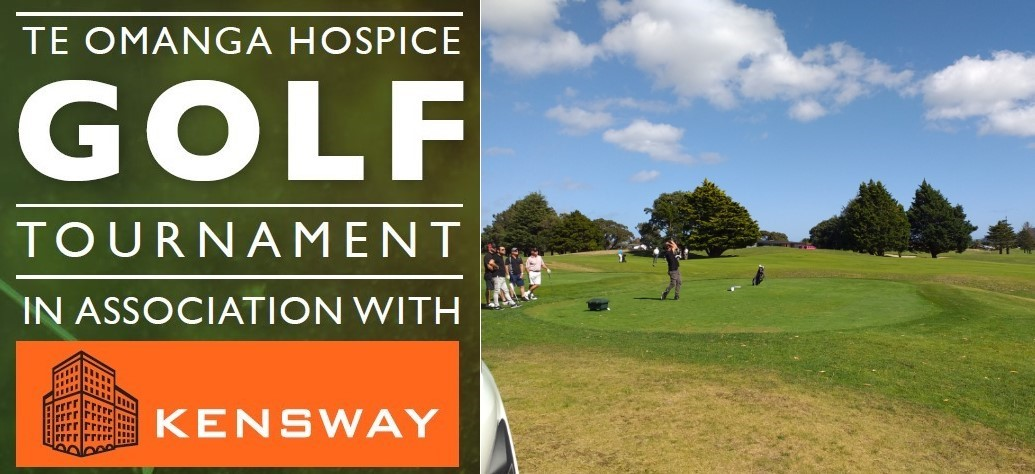 TE OMANGA HOSPICE
GOLF
TOURNAMENT
IN ASSOCIATION WITH
KENSWAY